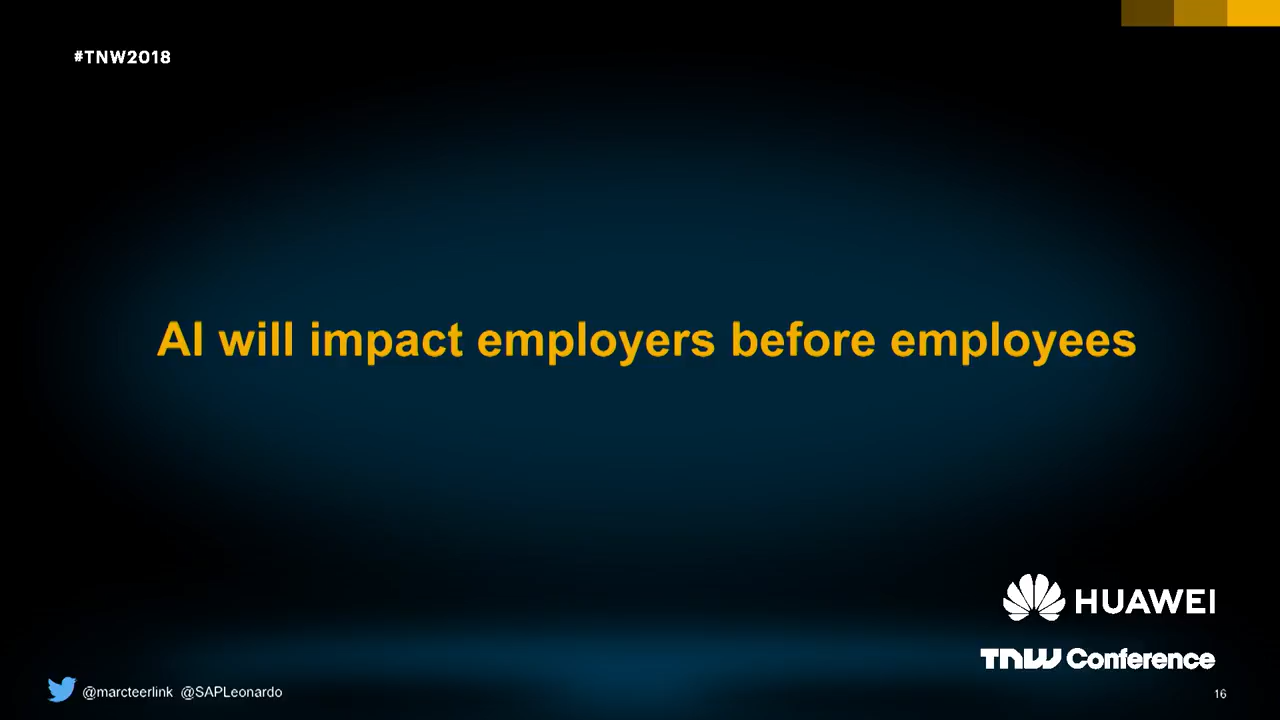 #TNW2018
AI will impact employers before employees
HUAWEI
TNW Conference
@marcteerlink @SAPLeonardo
16